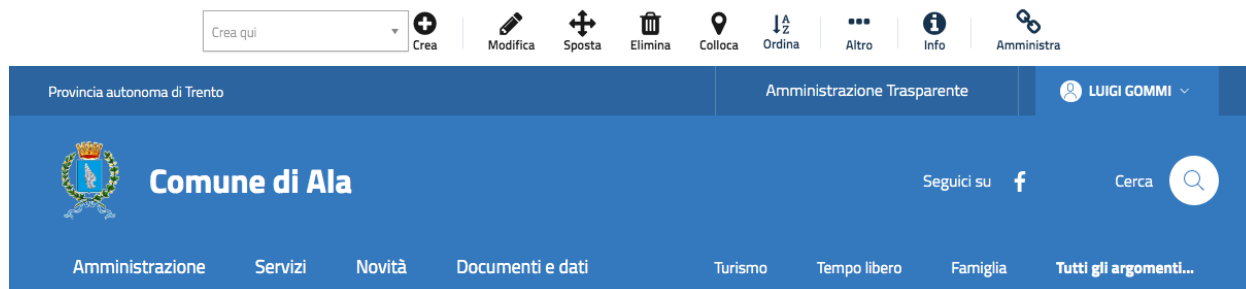 Crea qui
Crea
Modifica
Sposta
Elimina
Colloca
Ordina
Altro
Info
Amministra
Provincia autonoma di Trento
Amministrazione Trasparente
LUIGI GOMMI
Comune di Ala
Seguici su
Cerca
Amministrazione Servizi Novità Documenti e dati
Turismo Tempo libero Famiglia Tutti gli argomenti...